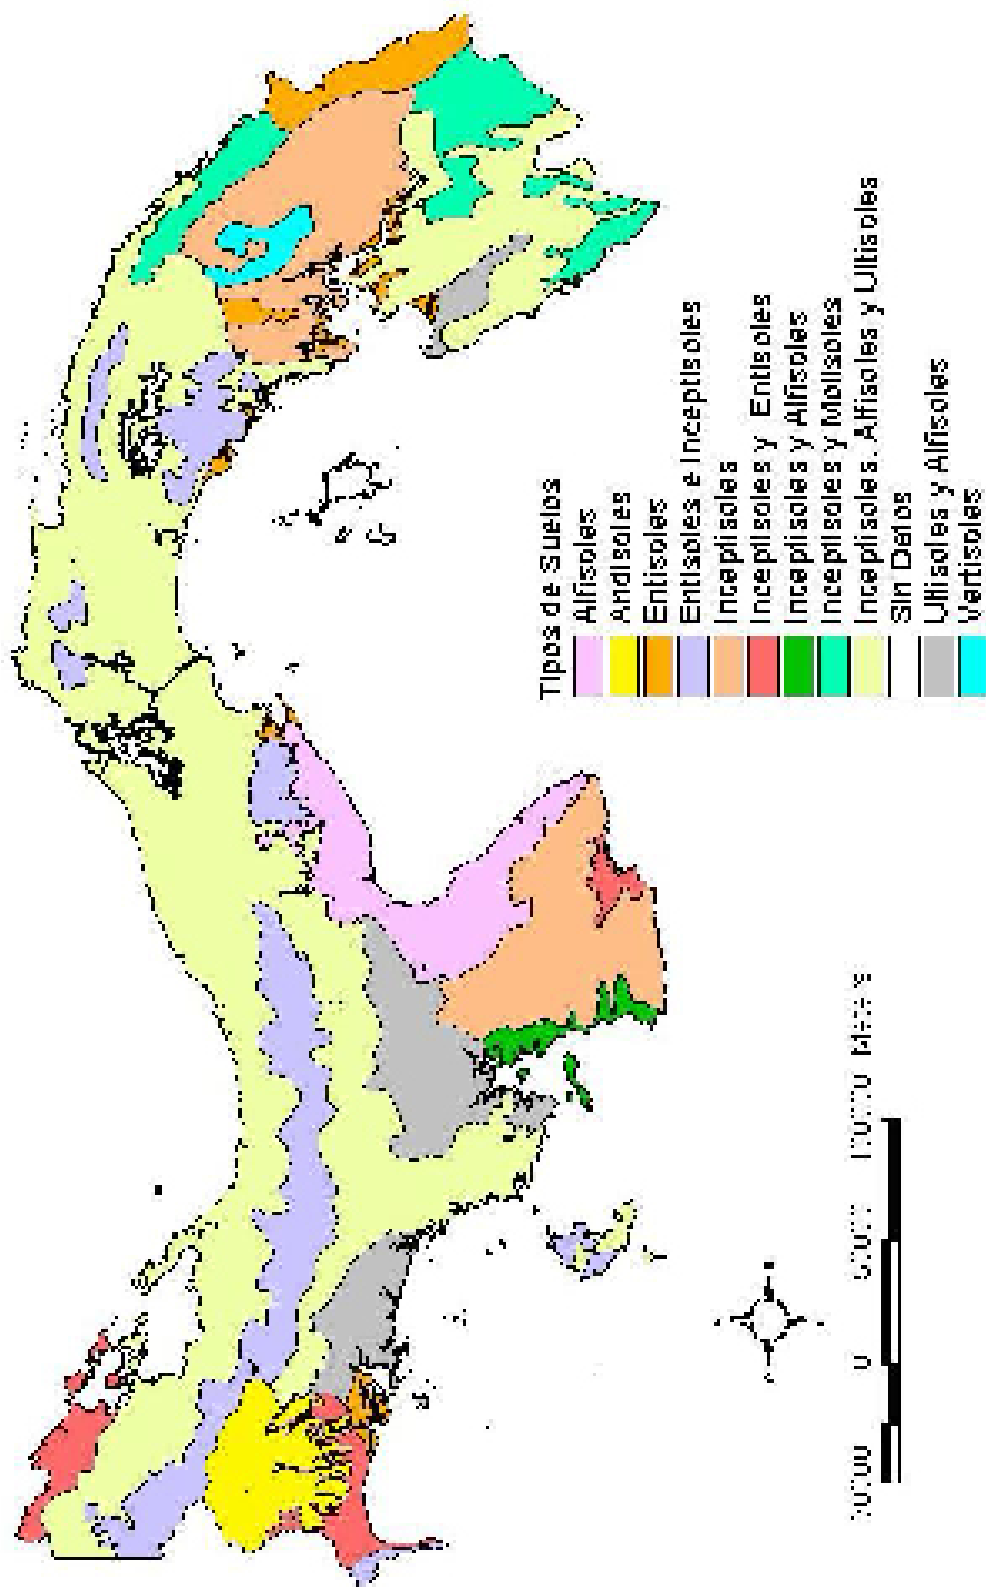 Tipos de Suelos
Alfisoles
Andisoles
Entisoles
Entisoles e Inceptisoles
Inceptisoles
Inceptisoles y Entisoles
Inceptisoles y Alfisoles
Inceptisoles y Molisoles
Inceptisoles, Alfisoles y Ultisoles
Sin Datos
Ultisoles y Alfisoles
Vertisoles
0